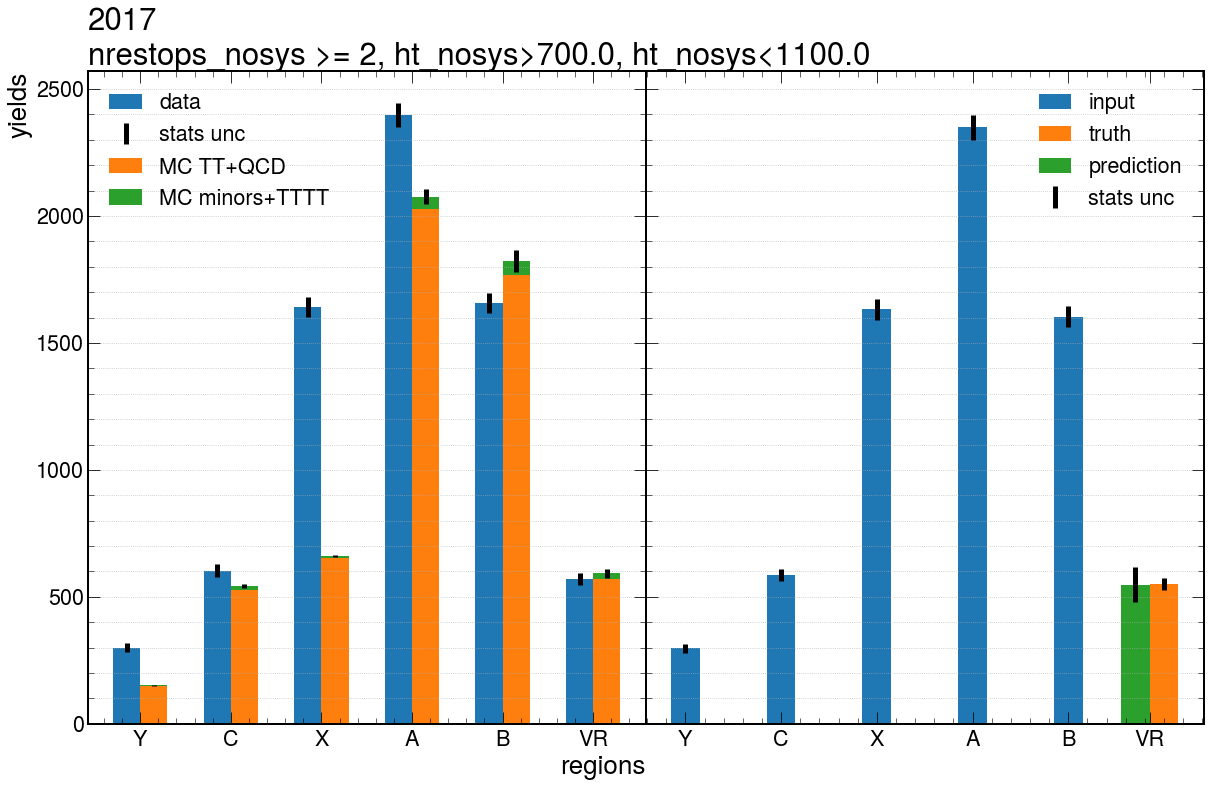 2017
nrestops_nosys >= 2, ht_nosys>700.0, ht_nosys<1100.0
yields
2500
2000
1500
1000
500
0
data
stats unc
MC TT+QCD
MC minors+TTTT
input
truth
prediction
stats unc
Y C X A B VR
Y C X A B VR
regions